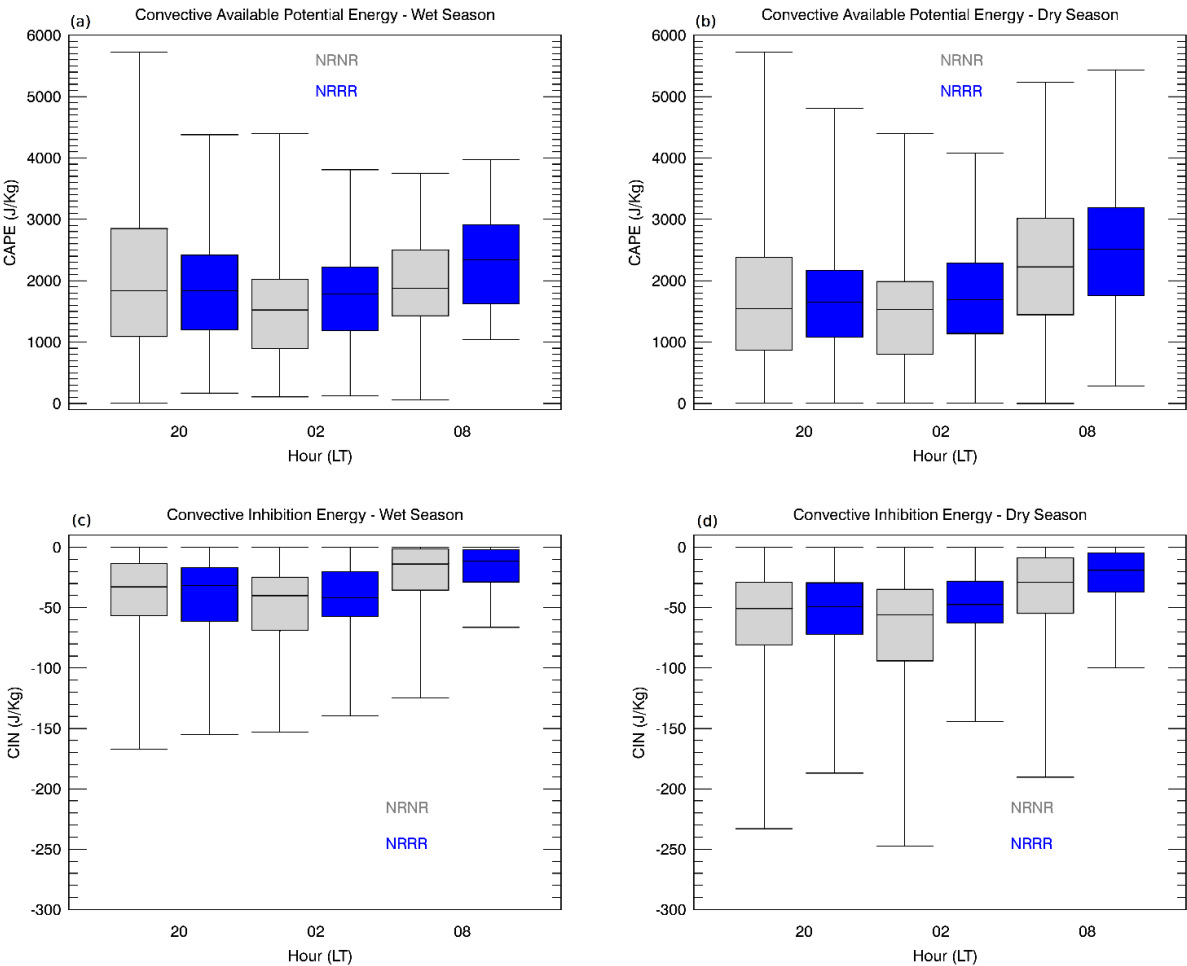 (a) Convective Available Potential Energy - Wet Season
6000
5000
4000
3000
2000
1000
0
CAPE (J/Kg)
NRNR
NRRR
20 02 08
Hour (LT)
(b) Convective Available Potential Energy - Dry Season
6000
5000
4000
3000
2000
1000
0
CAPE (J/Kg)
NRNR
NRRR
20 02 08
Hour (LT)
(c) Convective Inhibition Energy - Wet Season
0
-50
-100
-150
-200
-250
-300
CIN (J/Kg)
NRNR
NRRR
20 02 08
Hour (LT)
(d) Convective Inhibition Energy - Dry Season
0
-50
-100
-150
-200
-250
-300
CIN (J/Kg)
NRNR
NRRR
20 02 08
Hour (LT)